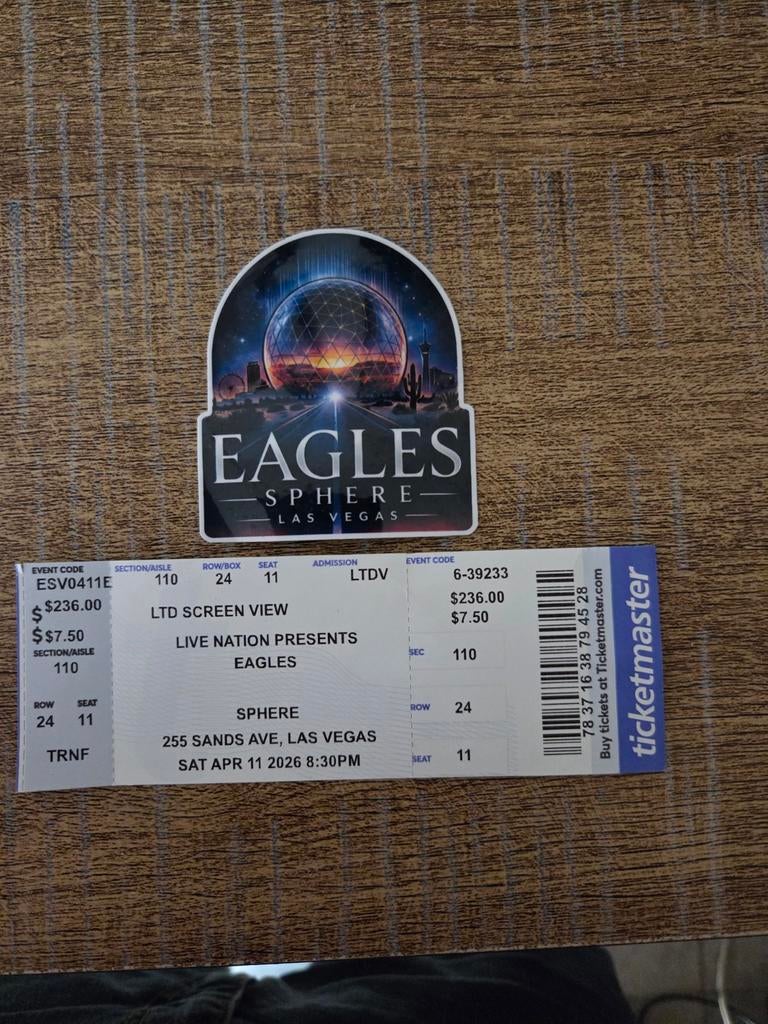 EAGLES
SPHERE
LAS VEGAS
EVENT CODE
ESV0411E
$ $236.00
$ $7.50
SECTION/AISLE
110
ROW SEAT
24 11
TRNF
SECTION/AISLE ROW/BOX SEAT ADMISSION
110 24 11 LTDV
LTD SCREEN VIEW
LIVE NATION PRESENTS
EAGLES
SPHERE
255 SANDS AVE, LAS VEGAS
SAT APR 11 2026 8:30PM
EVENT CODE
6-39233
$236.00
$7.50
SEC 110
ROW 24
SEAT 11
78 37 16 38 79 45 28
Buy tickets at Ticketmaster.com
ticketmaster